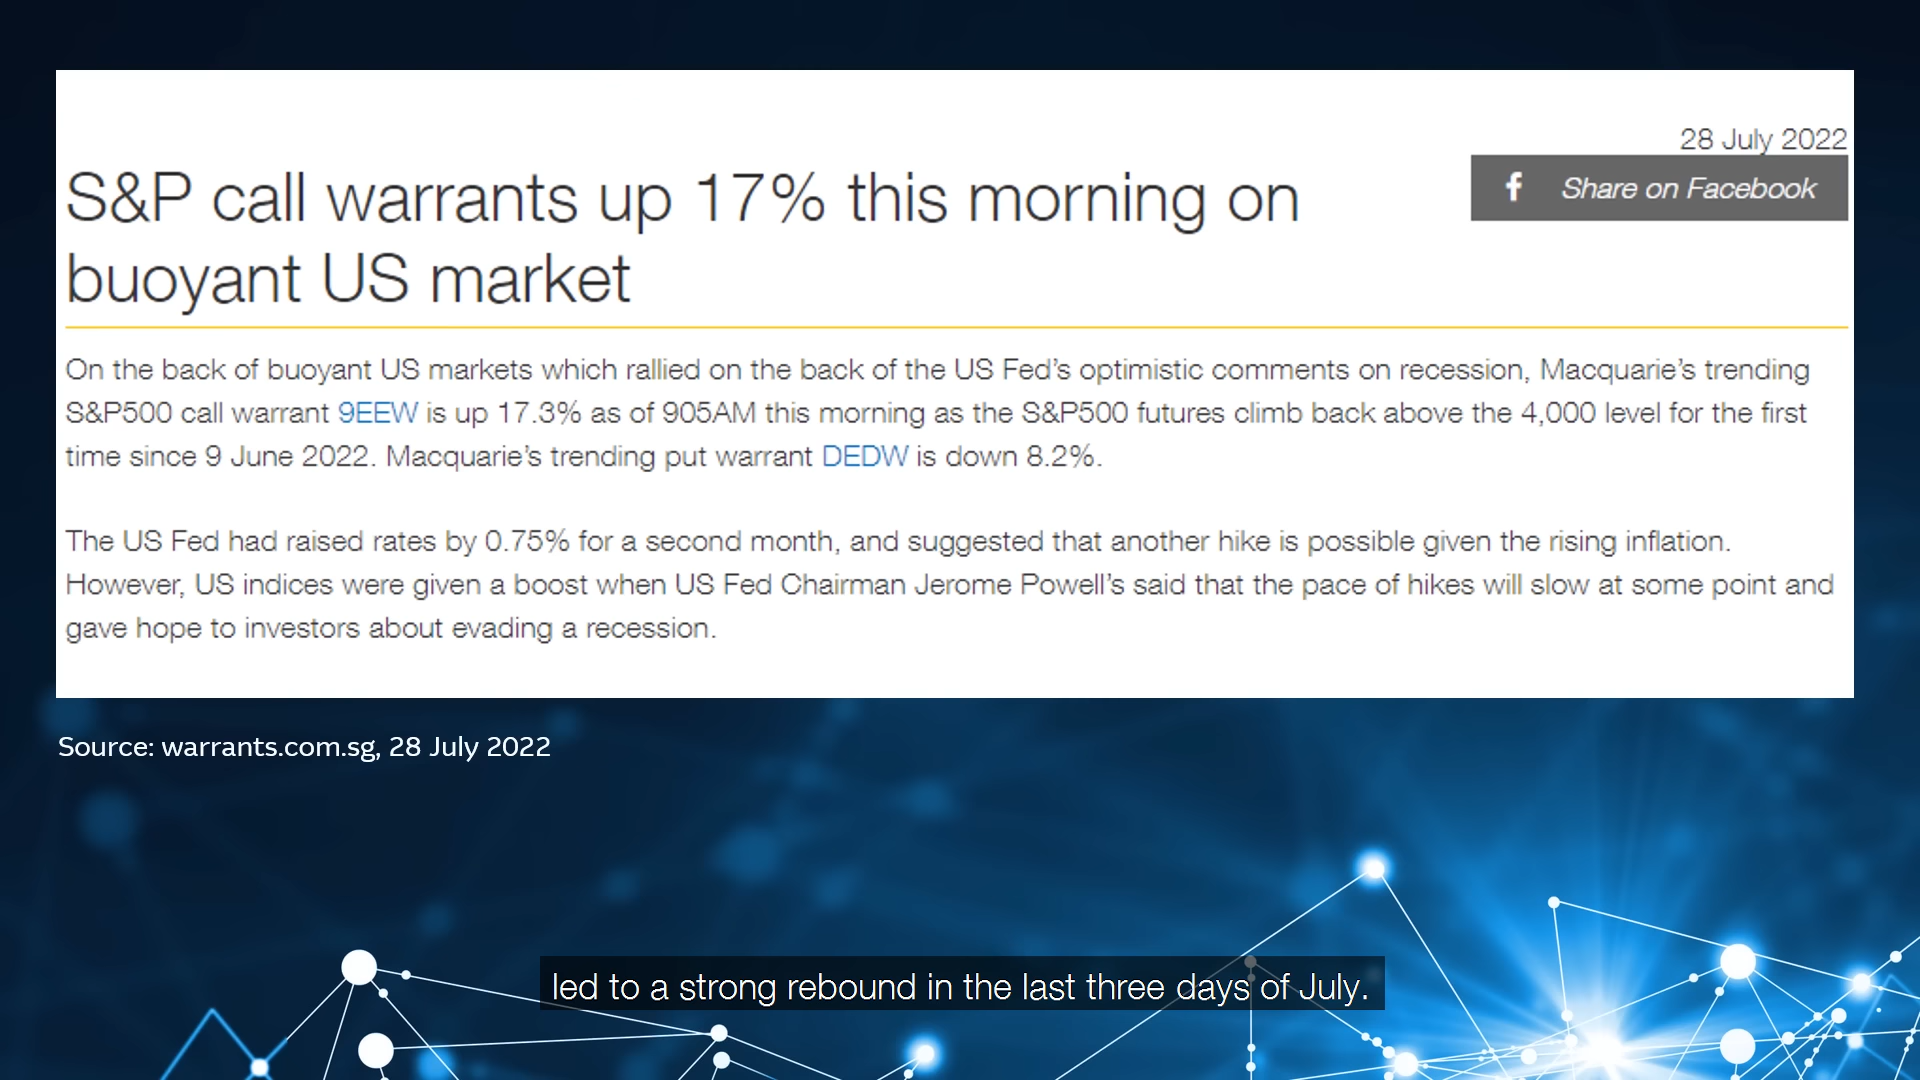 28 July 2022
S&P call warrants up 17% this morning on
buoyant US market
f Share on Facebook
On the back of buoyant US markets which rallied on the back of the US Fed's optimistic comments on recession, Macquarie's trending
S&P500 call warrant 9EEW is up 17.3% as of 905AM this morning as the S&P500 futures climb back above the 4,000 level for the first
time since 9 June 2022. Macquarie's trending put warrant DEDW is down 8.2%.
The US Fed had raised rates by 0.75% for a second month, and suggested that another hike is possible given the rising inflation.
However, US indices were given a boost when US Fed Chairman Jerome Powell's said that the pace of hikes will slow at some point and
gave hope to investors about evading a recession.
Source: warrants.com.sg, 28 July 2022
led to a strong rebound in the last three days of July.